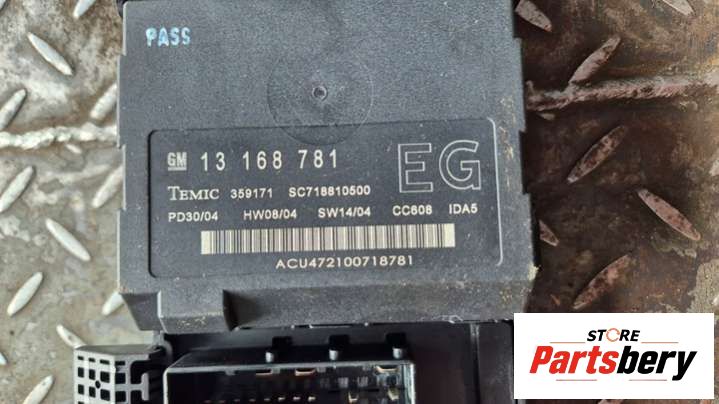 PASS
GM 13 168 781 EG
TEMIC 359171 SC718810500
PD30/04 HW08/04 SW14/04 CC608 IDA5
ACU472100718781
STORE
Partsbery